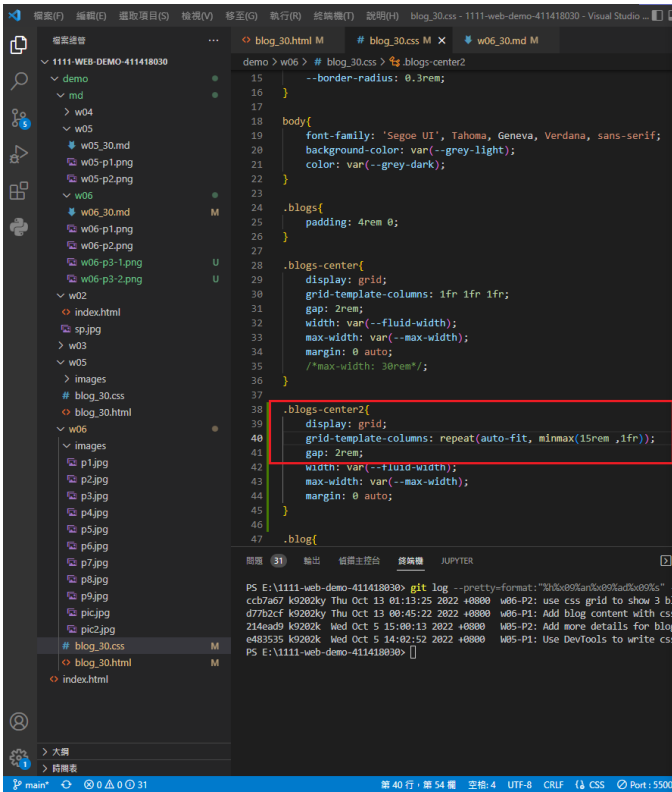 檔案(F) 編輯(E) 選取項目(S) 檢視(V) 移至(G) 執行(R) 終端機(T) 說明(H) blog_30.css - 1111-web-demo-411418030 - Visual Studio ...
檔案總管 ...
1111-WEB-DEMO-411418030
demo
md
w04
w05
w05_30.md
w05-p1.png
w05-p2.png
w06
w06_30.md M
w06-p1.png
w06-p2.png
w06-p3-1.png U
w06-p3-2.png U
w02
index.html
sp.jpg
w03
w05
images
blog_30.css
blog_30.html
w06
images
p1.jpg
p2.jpg
p3.jpg
p4.jpg
p5.jpg
p6.jpg
p7.jpg
p8.jpg
p9.jpg
pic.jpg
pic2.jpg
blog_30.css M
blog_30.html M
index.html
大綱
時間表
blog_30.html M # blog_30.css M w06_30.md M
demo > w06 > # blog_30.css > .blogs-center2
15 --border-radius: 0.3rem;
16 }
17
18 body{
19 font-family: 'Segoe UI', Tahoma, Geneva, Verdana, sans-serif;
20 background-color: var(--grey-light);
21 color: var(--grey-dark);
22 }
23
24 .blogs{
25 padding: 4rem 0;
26 }
27
28 .blogs-center{
29 display: grid;
30 grid-template-columns: 1fr 1fr 1fr;
31 gap: 2rem;
32 width: var(--fluid-width);
33 max-width: var(--max-width);
34 margin: 0 auto;
35 /*max-width: 30rem*/;
36 }
37
38 .blogs-center2{
39 display: grid;
40 grid-template-columns: repeat(auto-fit, minmax(15rem ,1fr));
41 gap: 2rem;
42 width: var(--fluid-width);
43 max-width: var(--max-width);
44 margin: 0 auto;
45 }
46
47 .blog{
問題 31 輸出 偵錯主控台 終端機 JUPYTER
PS E:\1111-web-demo-411418030> git log --pretty=format:"%h%x09%an%x09%ad%x09%s"
ccb7a67 k9202ky Thu Oct 13 01:13:25 2022 +0800 w06-P2: use css grid to show 3 bl
d77b2cf k9202ky Thu Oct 13 00:45:22 2022 +0800 w06-P1: Add blog content with css
214ead9 k9202k Wed Oct 5 15:00:13 2022 +0800 w05-P2: Add more details for blog
e483535 k9202k Wed Oct 5 14:02:52 2022 +0800 W05-P1: Use DevTools to write css
PS E:\1111-web-demo-411418030>
main* 0 0 31 第 40 行，第 54 欄 空格: 4 UTF-8 CRLF CSS Port : 5500